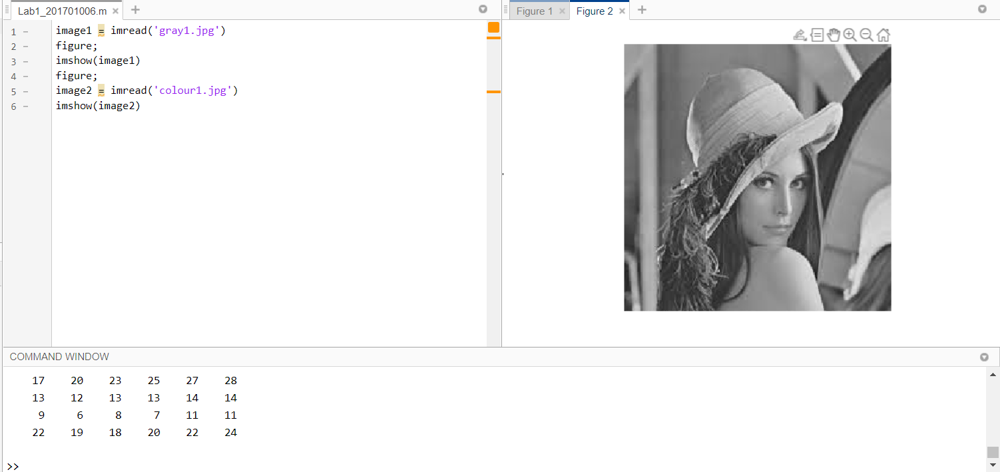 Lab1_201701006.m × +
1 –
image1 = imread('gray1.jpg')
2 –
figure;
3 –
imshow(image1)
4 –
figure;
5 –
image2 = imread('colour1.jpg')
6 –
imshow(image2)
Figure 1 × Figure 2 × +
COMMAND WINDOW
17 20 23 25 27 28
13 12 13 13 14 14
9 6 8 7 11 11
22 19 18 20 22 24
>>